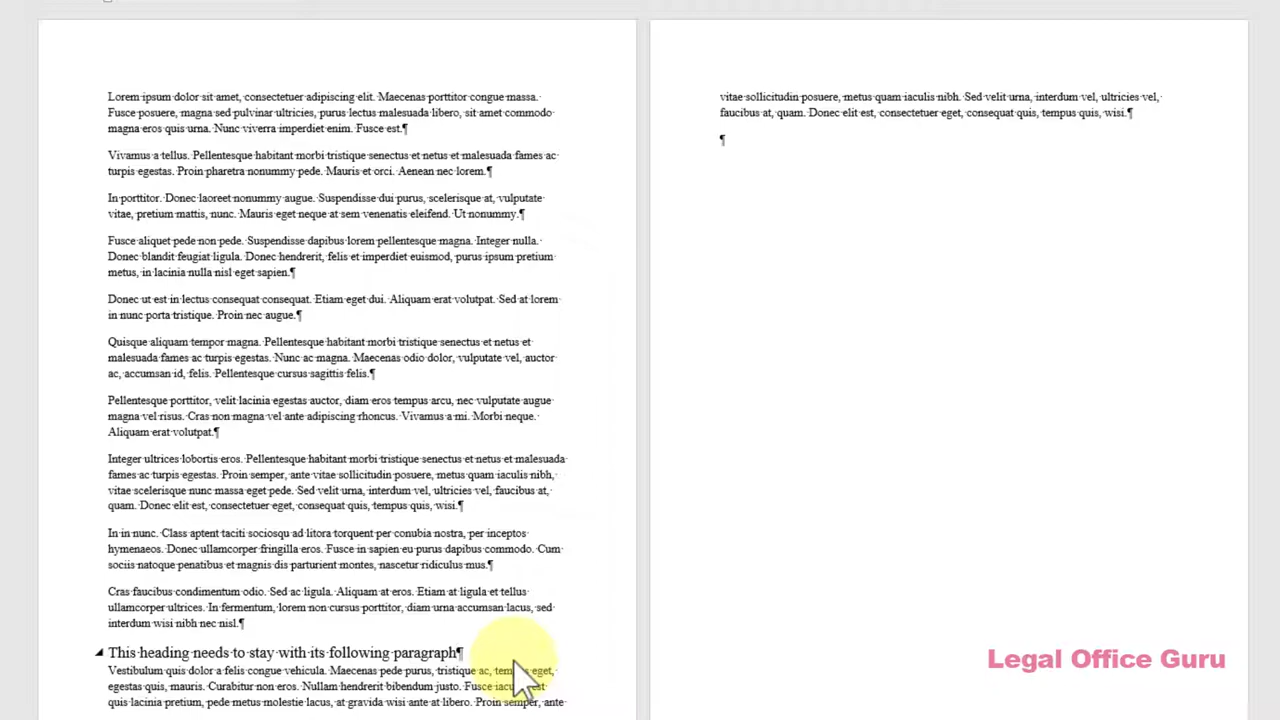 Lorem ipsum dolor sit amet, consectetuer adipiscing elit. Maecenas porttitor congue massa.
Fusce posuere, magna sed pulvinar ultricies, purus lectus malesuada libero, sit amet commodo
magna eros quis urna. Nunc viverra imperdiet enim. Fusce est.¶
Vivamus a tellus. Pellentesque habitant morbi tristique senectus et netus et malesuada fames ac
turpis egestas. Proin pharetra nonummy pede. Mauris et orci. Aenean nec lorem.¶
In porttitor. Donec laoreet nonummy augue. Suspendisse dui purus, scelerisque at, vulputate
vitae, pretium mattis, nunc. Mauris eget neque at sem venenatis eleifend. Ut nonummy.¶
Fusce aliquet pede non pede. Suspendisse dapibus lorem pellentesque magna. Integer nulla.
Donec blandit feugiat ligula. Donec hendrerit, felis et imperdiet euismod, purus ipsum pretium
metus, in lacinia nulla nisl eget sapien.¶
Donec ut est in lectus consequat consequat. Etiam eget dui. Aliquam erat volutpat. Sed at lorem
in nunc porta tristique. Proin nec augue.¶
Quisque aliquam tempor magna. Pellentesque habitant morbi tristique senectus et netus et
malesuada fames ac turpis egestas. Nunc ac magna. Maecenas odio dolor, vulputate vel, auctor
ac, accumsan id, felis. Pellentesque cursus sagittis felis.¶
Pellentesque porttitor, velit lacinia egestas auctor, diam eros tempus arcu, nec vulputate augue
magna vel risus. Cras non magna vel ante adipiscing rhoncus. Vivamus a mi. Morbi neque.
Aliquam erat volutpat.¶
Integer ultrices lobortis eros. Pellentesque habitant morbi tristique senectus et netus et malesuada
fames ac turpis egestas. Proin semper, ante vitae sollicitudin posuere, metus quam iaculis nibh,
vitae scelerisque nunc massa eget pede. Sed velit urna, interdum vel, ultricies vel, faucibus at,
quam. Donec elit est, consectetuer eget, consequat quis, tempus quis, wisi.¶
In in nunc. Class aptent taciti sociosqu ad litora torquent per conubia nostra, per inceptos
hymenaeos. Donec ullamcorper fringilla eros. Fusce in sapien eu purus dapibus commodo. Cum
sociis natoque penatibus et magnis dis parturient montes, nascetur ridiculus mus.¶
Cras faucibus condimentum odio. Sed ac ligula. Aliquam at eros. Etiam at ligula et tellus
ullamcorper ultrices. In fermentum, lorem non cursus porttitor, diam urna accumsan lacus, sed
interdum wisi nibh nec nisl.¶
This heading needs to stay with its following paragraph¶
Vestibulum quis dolor a felis congue vehicula. Maecenas pede purus, tristique ac, eget,
egestas quis, mauris. Curabitur non eros. Nullam hendrerit bibendum justo. Fusce est
quis lacinia pretium, pede metus molestie lacus, at gravida wisi ante at libero. Proin semper, ante
vitae sollicitudin posuere, metus quam iaculis nibh. Sed velit urna, interdum vel, ultricies vel,
faucibus at, quam. Donec elit est, consectetuer eget, consequat quis, tempus quis, wisi.¶
¶
Legal Office Guru